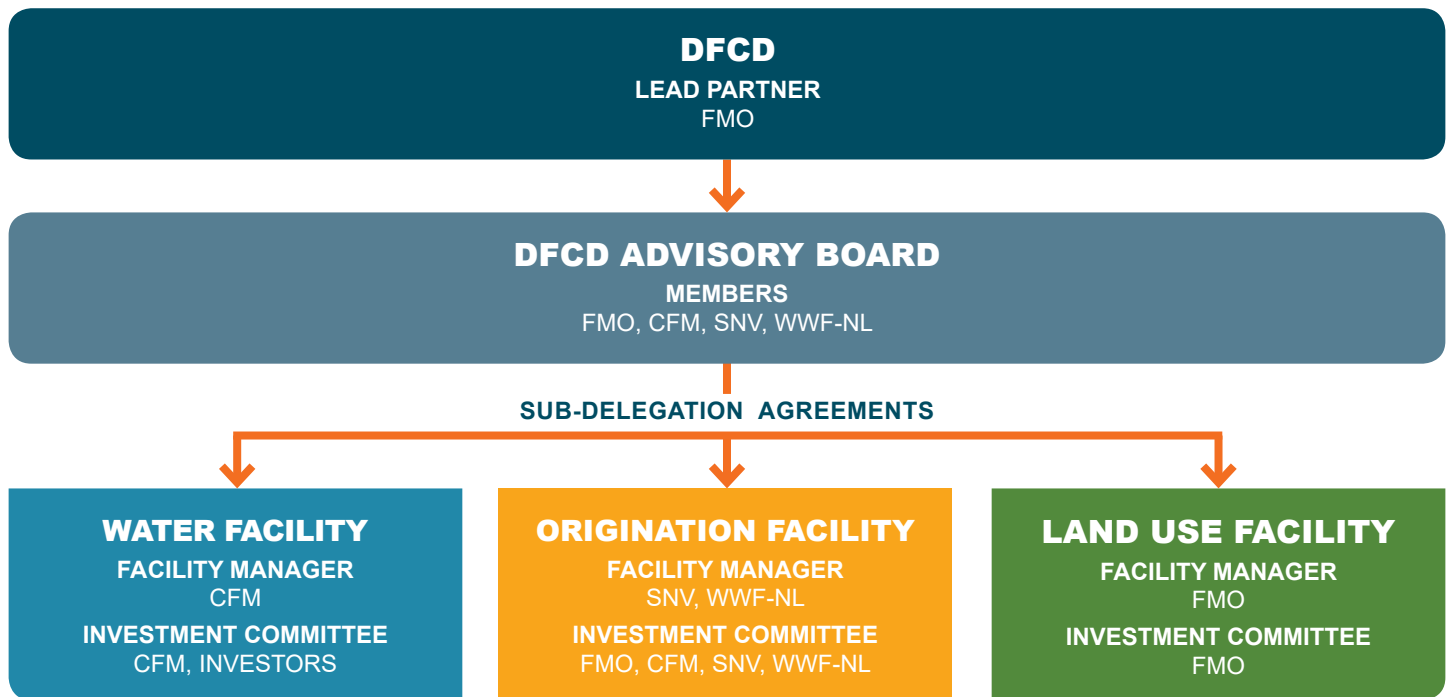 DFCD
LEAD PARTNER
FMO
DFCD ADVISORY BOARD
MEMBERS
FMO, CFM, SNV, WWF-NL
SUB-DELEGATION AGREEMENTS
WATER FACILITY
FACILITY MANAGER
CFM
INVESTMENT COMMITTEE
CFM, INVESTORS
ORIGINATION FACILITY
FACILITY MANAGER
SNV, WWF-NL
INVESTMENT COMMITTEE
FMO, CFM, SNV, WWF-NL
LAND USE FACILITY
FACILITY MANAGER
FMO
INVESTMENT COMMITTEE
FMO